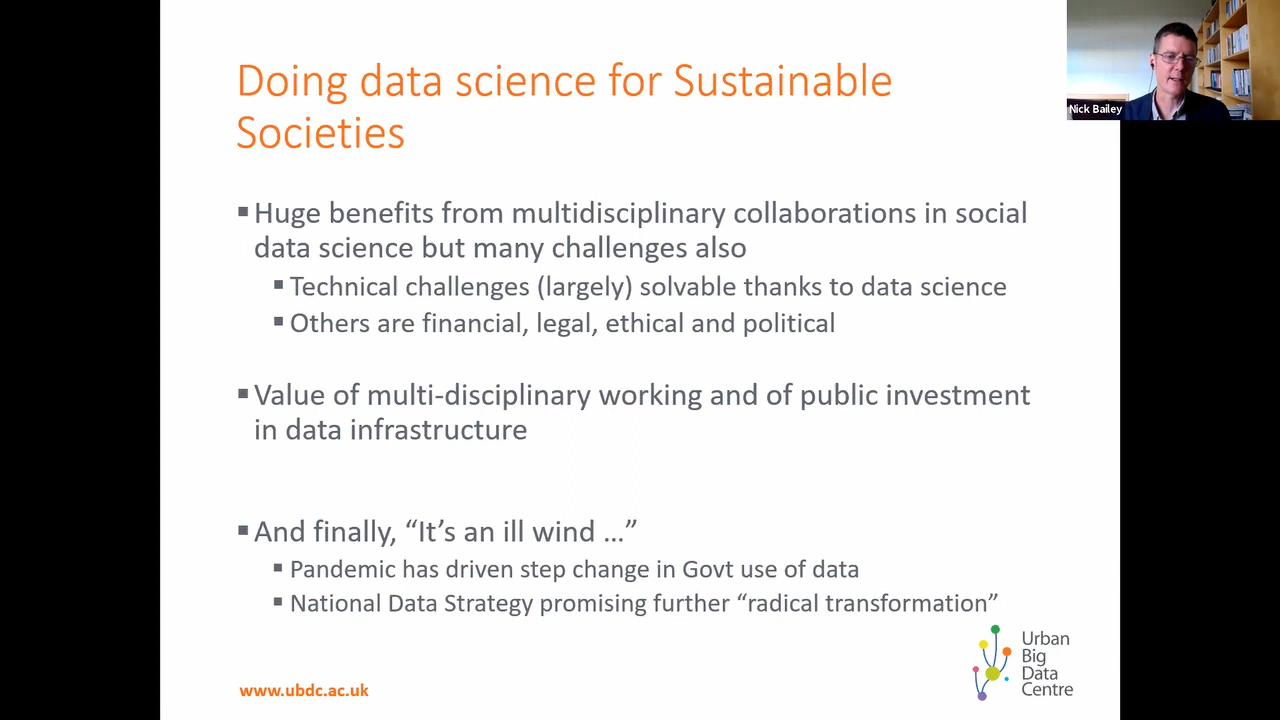 Doing data science for Sustainable
Societies
Nick Bailey
▪ Huge benefits from multidisciplinary collaborations in social
data science but many challenges also
▪ Technical challenges (largely) solvable thanks to data science
▪ Others are financial, legal, ethical and political
▪ Value of multi-disciplinary working and of public investment
in data infrastructure
▪ And finally, “It’s an ill wind …”
▪ Pandemic has driven step change in Govt use of data
▪ National Data Strategy promising further “radical transformation”
Urban
Big
Data
Centre
www.ubdc.ac.uk